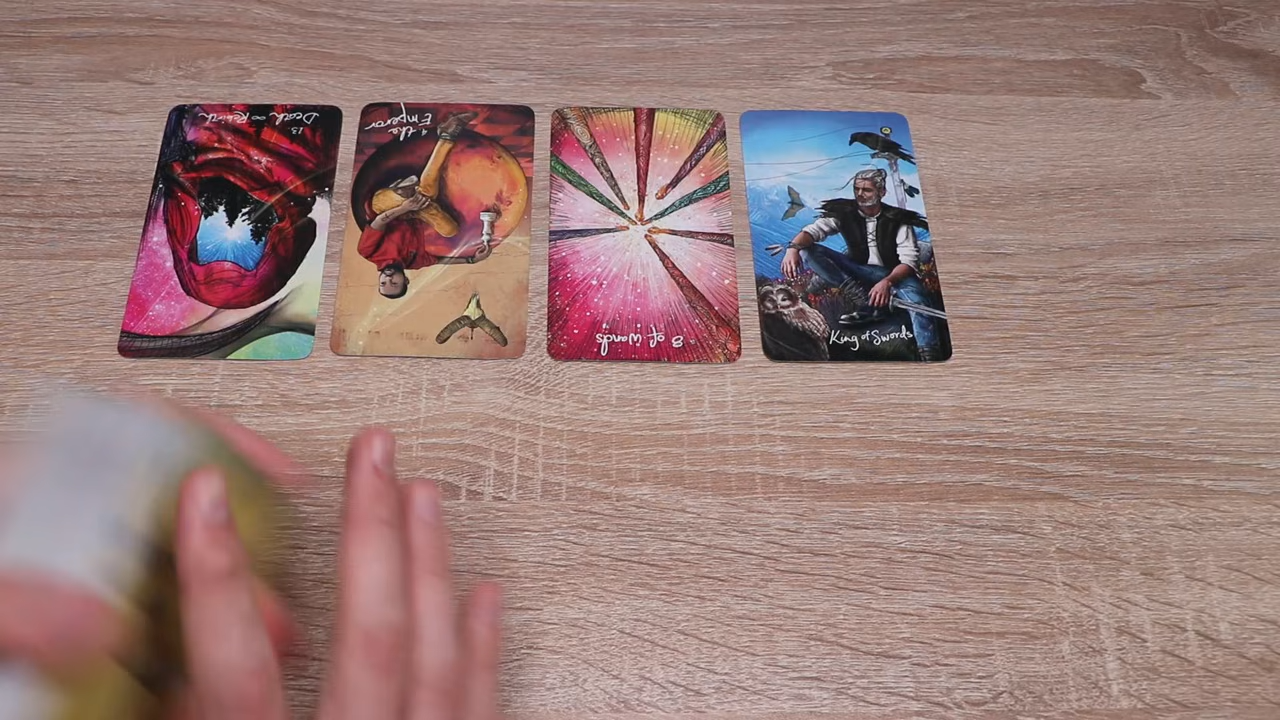 13
Death ∞ Rebirth
4 the
Emperor
8 of wands
King of Swords